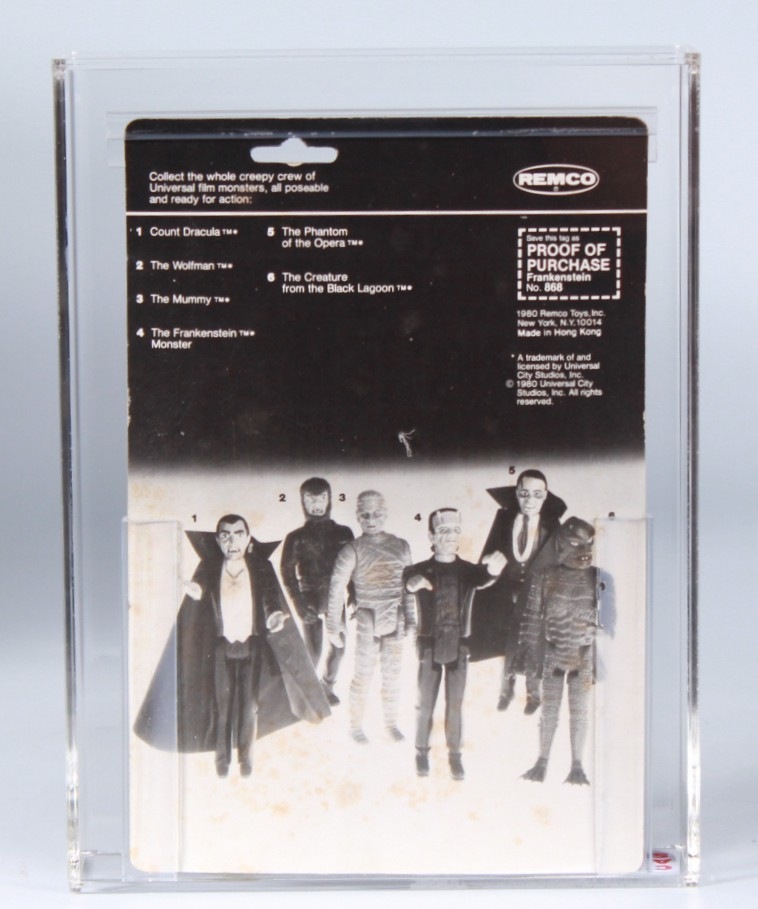 Collect the whole creepy crew of
Universal film monsters, all poseable
and ready for action:
REMCO
®
1 Count Dracula™*
2 The Wolfman™*
3 The Mummy™*
4 The Frankenstein™*
Monster
5 The Phantom
of the Opera™*
6 The Creature
from the Black Lagoon™*
Save this tag as
PROOF OF
PURCHASE
Frankenstein
No. 868
1980 Remco Toys, Inc.
New York, N.Y. 10014
Made in Hong Kong
* A trademark of and
licensed by Universal
City Studios, Inc.
© 1980 Universal City
Studios, Inc. All rights
reserved.
1
2
3
4
5
6